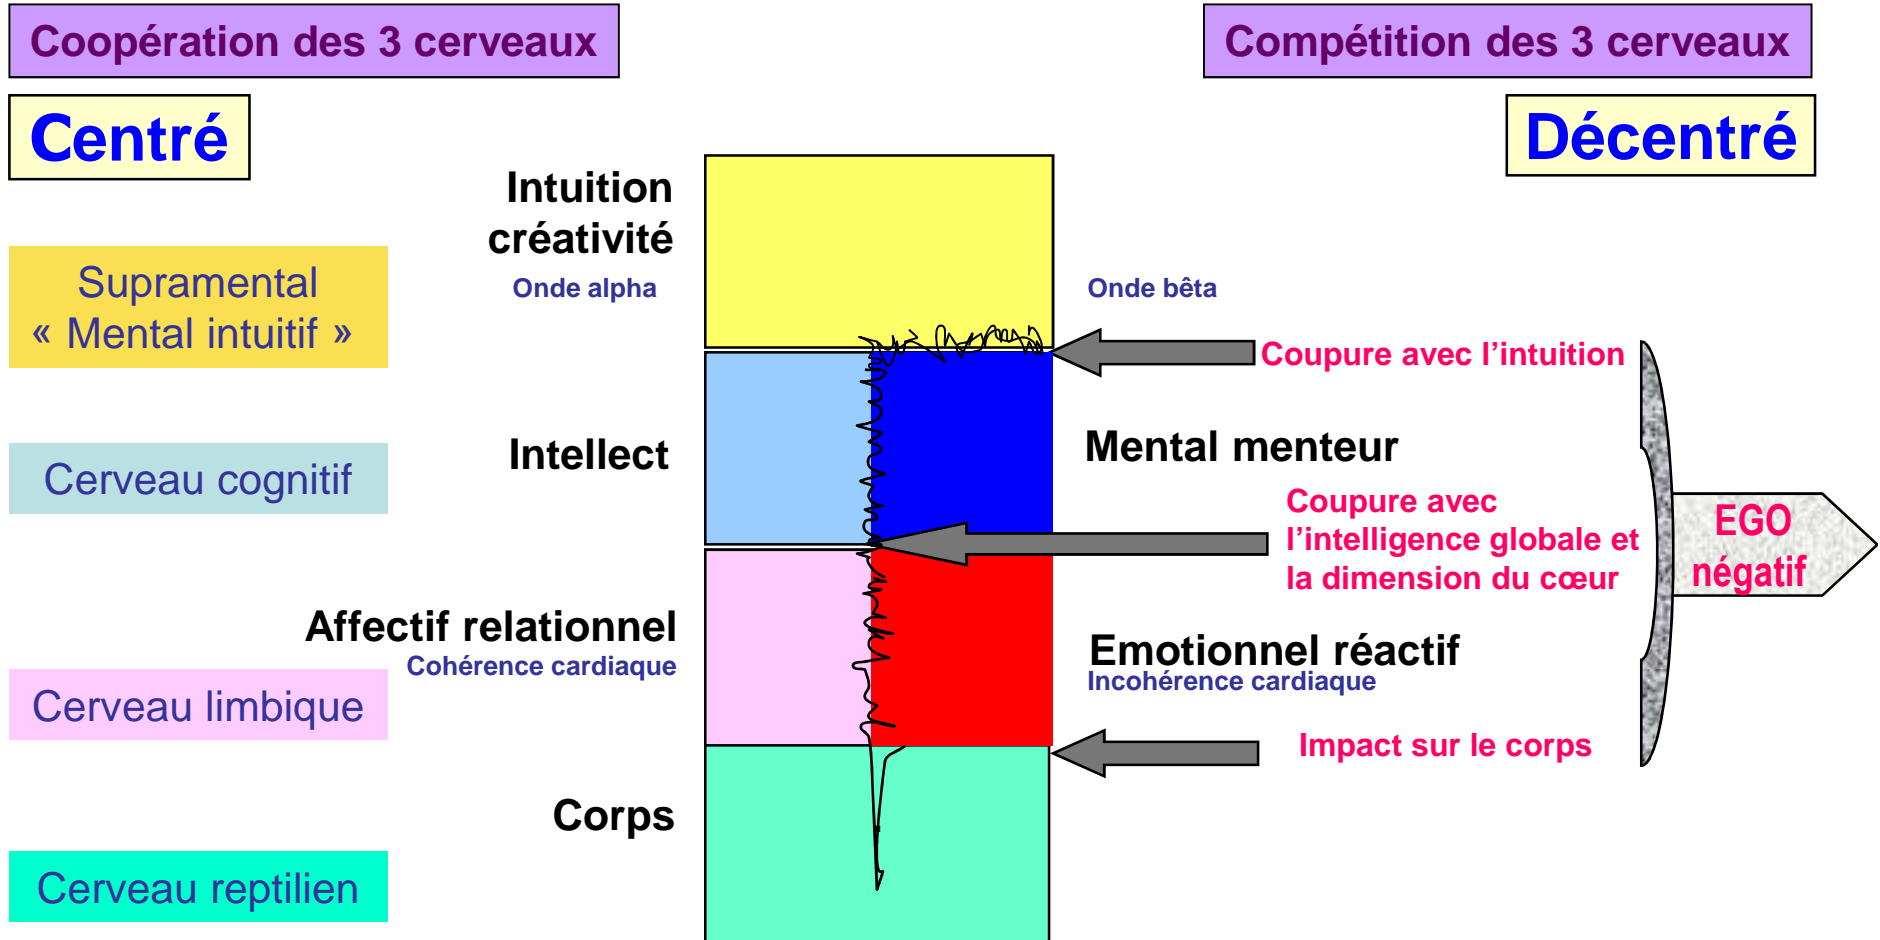 Coopération des 3 cerveaux
Compétition des 3 cerveaux
Centré
Décentré
Intuition
créativité
Onde alpha
Onde bêta
Supramental
« Mental intuitif »
Coupure avec l’intuition
Intellect
Mental menteur
Cerveau cognitif
Coupure avec
l’intelligence globale et
la dimension du cœur
EGO
négatif
Affectif relationnel
Cohérence cardiaque
Emotionnel réactif
Incohérence cardiaque
Cerveau limbique
Impact sur le corps
Corps
Cerveau reptilien